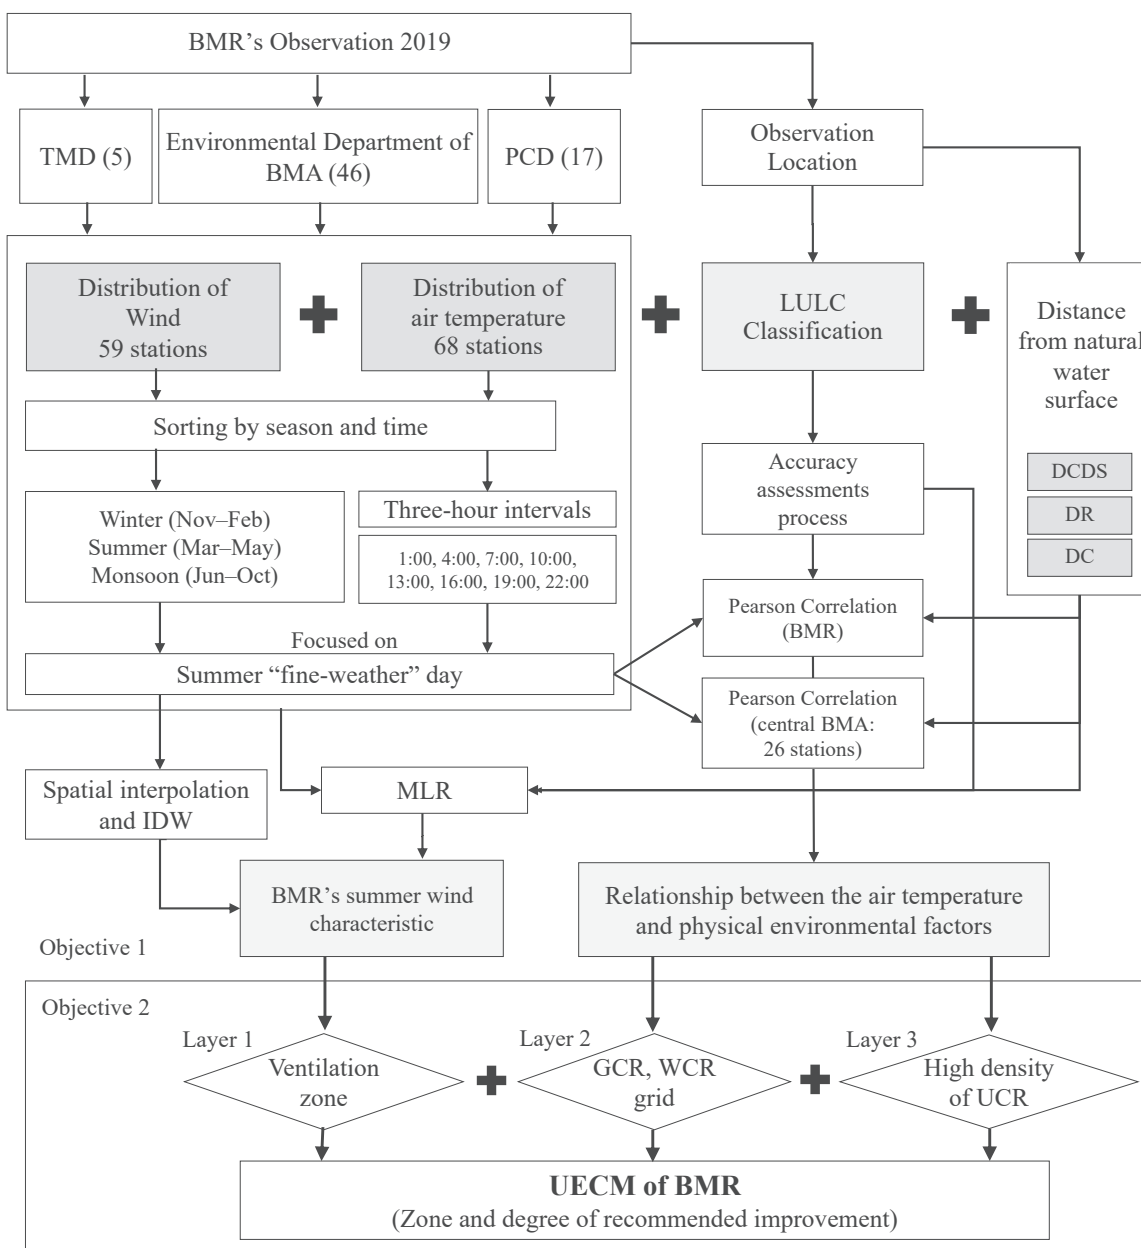 BMR’s Observation 2019
TMD (5)
Environmental Department of
BMA (46)
PCD (17)
Observation
Location
Distribution of
Wind
59 stations
Distribution of
air temperature
68 stations
LULC
Classification
Distance
from natural
water
surface
DCDS
DR
DC
Sorting by season and time
Accuracy
assessments
process
Winter (Nov–Feb)
Summer (Mar–May)
Monsoon (Jun–Oct)
Three-hour intervals
1:00, 4:00, 7:00, 10:00,
13:00, 16:00, 19:00, 22:00
Pearson Correlation
(BMR)
Focused on
Summer “fine-weather” day
Pearson Correlation
(central BMA:
26 stations)
Spatial interpolation
and IDW
MLR
BMR’s summer wind
characteristic
Relationship between the air temperature
and physical environmental factors
Objective 1
Objective 2
Layer 1
Ventilation
zone
Layer 2
GCR, WCR
grid
Layer 3
High density
of UCR
UECM of BMR
(Zone and degree of recommended improvement)